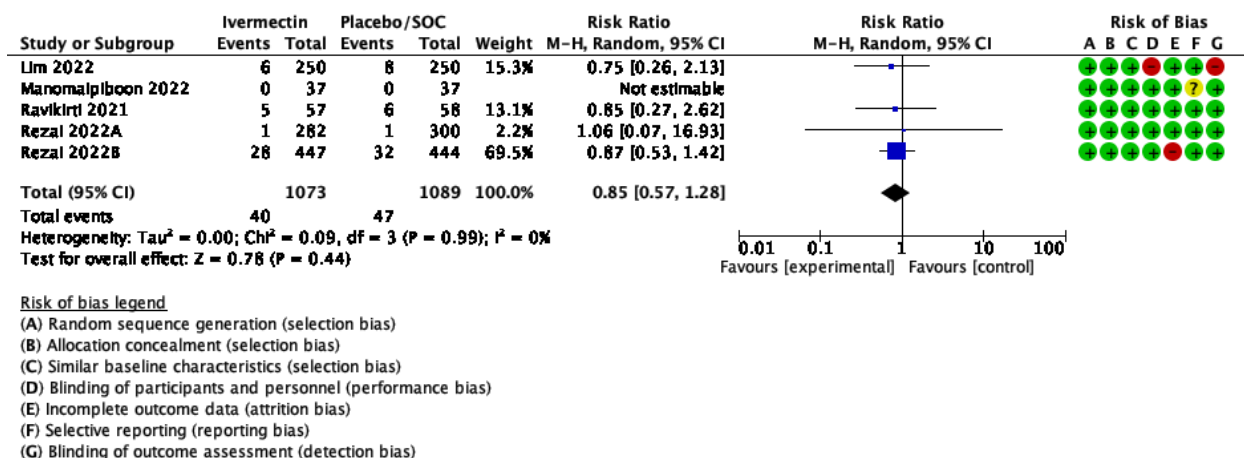 Ivermectin Placebo/SOC Risk Ratio Risk Ratio Risk of Bias
Study or Subgroup Events Total Events Total Weight M-H, Random, 95% CI M-H, Random, 95% CI A B C D E F G
Lim 2022 6 250 8 250 15.3% 0.75 [0.26, 2.13] + + + - + + -
Manomaipiboon 2022 0 37 0 37 Not estimable + + + + + ? +
Ravikirti 2021 5 57 6 58 13.1% 0.85 [0.27, 2.62] + + + + + + +
Rezai 2022A 1 282 1 300 2.2% 1.06 [0.07, 16.93] + + + + + + +
Rezai 2022B 28 447 32 444 69.5% 0.87 [0.53, 1.42] + + + + - + +
Total (95% CI) 1073 1089 100.0% 0.85 [0.57, 1.28]
Total events 40 47
Heterogeneity: Tau² = 0.00; Chi² = 0.09, df = 3 (P = 0.99); I² = 0%
Test for overall effect: Z = 0.78 (P = 0.44)
0.01 0.1 1 10 100
Favours [experimental] Favours [control]
Risk of bias legend
(A) Random sequence generation (selection bias)
(B) Allocation concealment (selection bias)
(C) Similar baseline characteristics (selection bias)
(D) Blinding of participants and personnel (performance bias)
(E) Incomplete outcome data (attrition bias)
(F) Selective reporting (reporting bias)
(G) Blinding of outcome assessment (detection bias)